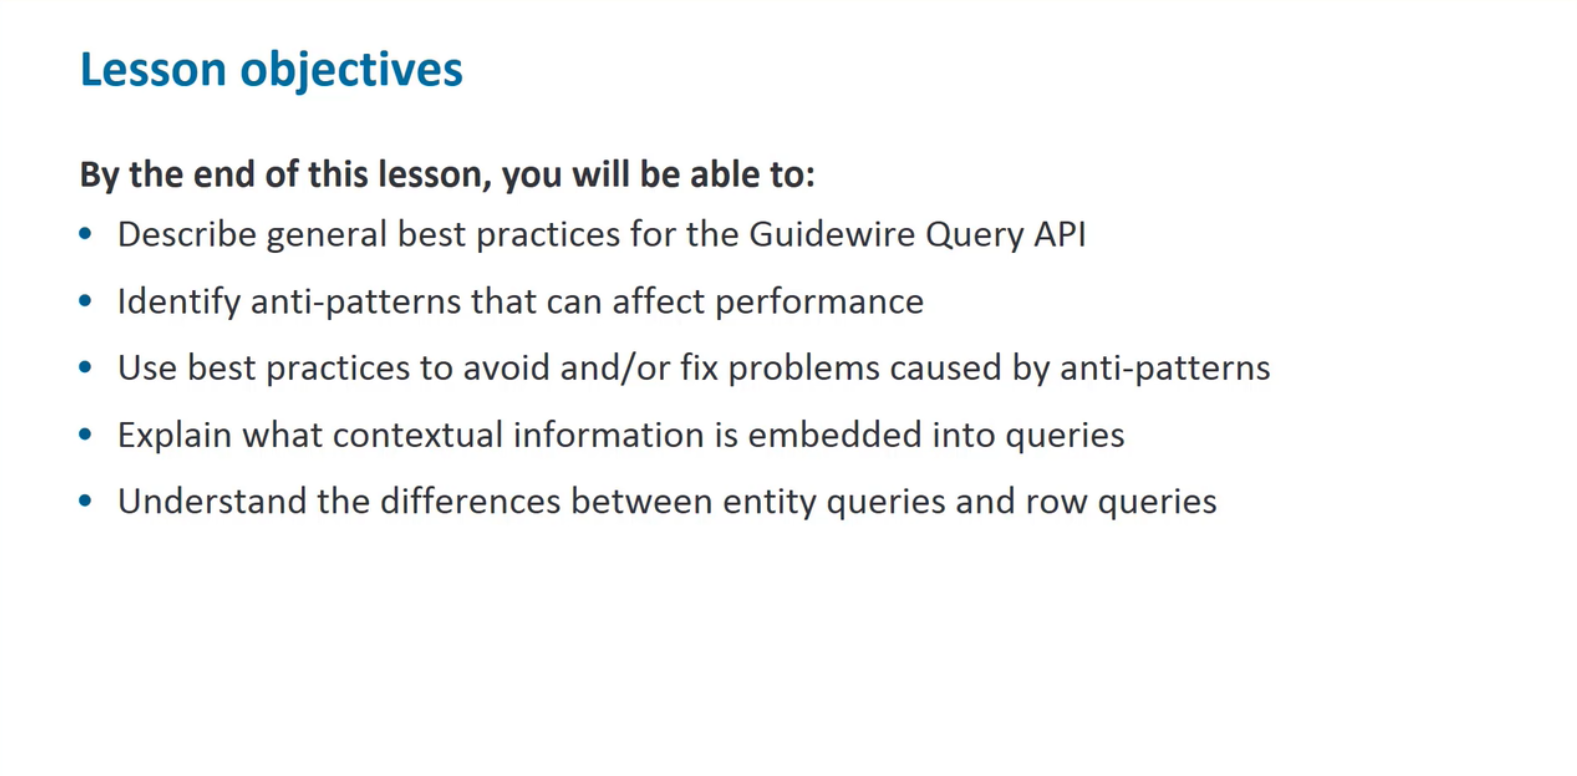 Lesson objectives
By the end of this lesson, you will be able to:
• Describe general best practices for the Guidewire Query API
• Identify anti-patterns that can affect performance
• Use best practices to avoid and/or fix problems caused by anti-patterns
• Explain what contextual information is embedded into queries
• Understand the differences between entity queries and row queries